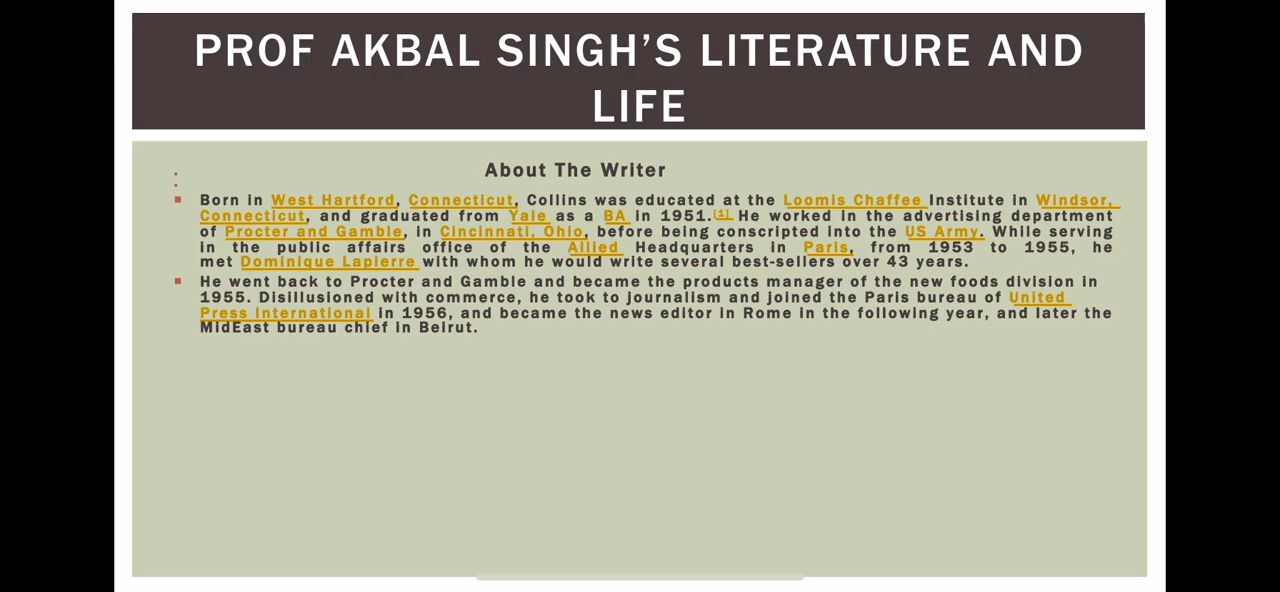 PROF AKBAL SINGH'S LITERATURE AND
LIFE
About The Writer
Born in West Hartford, Connecticut, Collins was educated at the Loomis Chaffee Institute in Windsor,
Connecticut, and graduated from Yale as a BA in 1951.[1] He worked in the advertising department
of Procter and Gamble, in Cincinnati, Ohio, before being conscripted into the US Army. While serving
in the public affairs office of the Allied Headquarters in Paris, from 1953 to 1955, he
met Dominique Lapierre with whom he would write several best-sellers over 43 years.
He went back to Procter and Gamble and became the products manager of the new foods division in
1955. Disillusioned with commerce, he took to journalism and joined the Paris bureau of United
Press International in 1956, and became the news editor in Rome in the following year, and later the
MidEast bureau chief in Beirut.